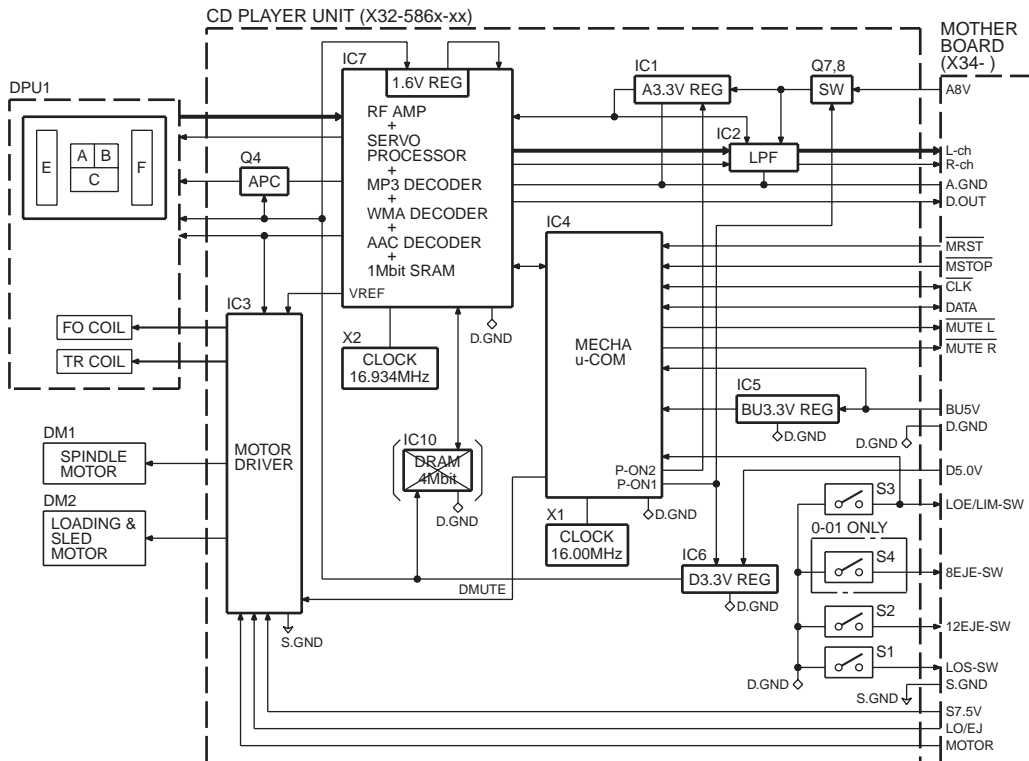 CD PLAYER UNIT (X32-586x-xx)
MOTHER
BOARD
(X34- )
DPU1
E
A
B
C
F
Q4
APC
IC7
1.6V REG
RF AMP
+
SERVO
PROCESSOR
+
MP3 DECODER
+
WMA DECODER
+
AAC DECODER
+
1Mbit SRAM
VREF
D.GND
IC1
A3.3V REG
Q7,8
SW
IC2
LPF
A8V
L-ch
R-ch
A.GND
D.OUT
MRST
MSTOP
CLK
DATA
MUTE L
MUTE R
BU5V
D.GND
D.GND
D5.0V
LOE/LIM-SW
8EJE-SW
12EJE-SW
LOS-SW
S.GND
S.GND
S7.5V
LO/EJ
MOTOR
IC4
MECHA
u-COM
P-ON2
P-ON1
D.GND
IC5
BU3.3V REG
D.GND
IC3
MOTOR
DRIVER
S.GND
FO COIL
TR COIL
DM1
SPINDLE
MOTOR
DM2
LOADING &
SLED
MOTOR
X2
CLOCK
16.934MHz
IC10
DRAM
4Mbit
D.GND
X1
CLOCK
16.00MHz
DMUTE
IC6
D3.3V REG
D.GND
S3
0-01 ONLY
S4
S2
S1
D.GND